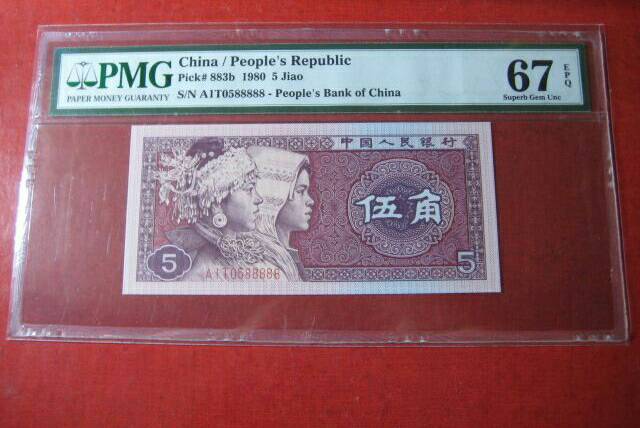 PMG
PAPER MONEY GUARANTY
China / People's Republic
Pick# 883b 1980 5 Jiao
S/N A1T0588888 - People's Bank of China
67 EPQ
Superb Gem Unc
中国人民银行
伍角
5
A1T0588888
5